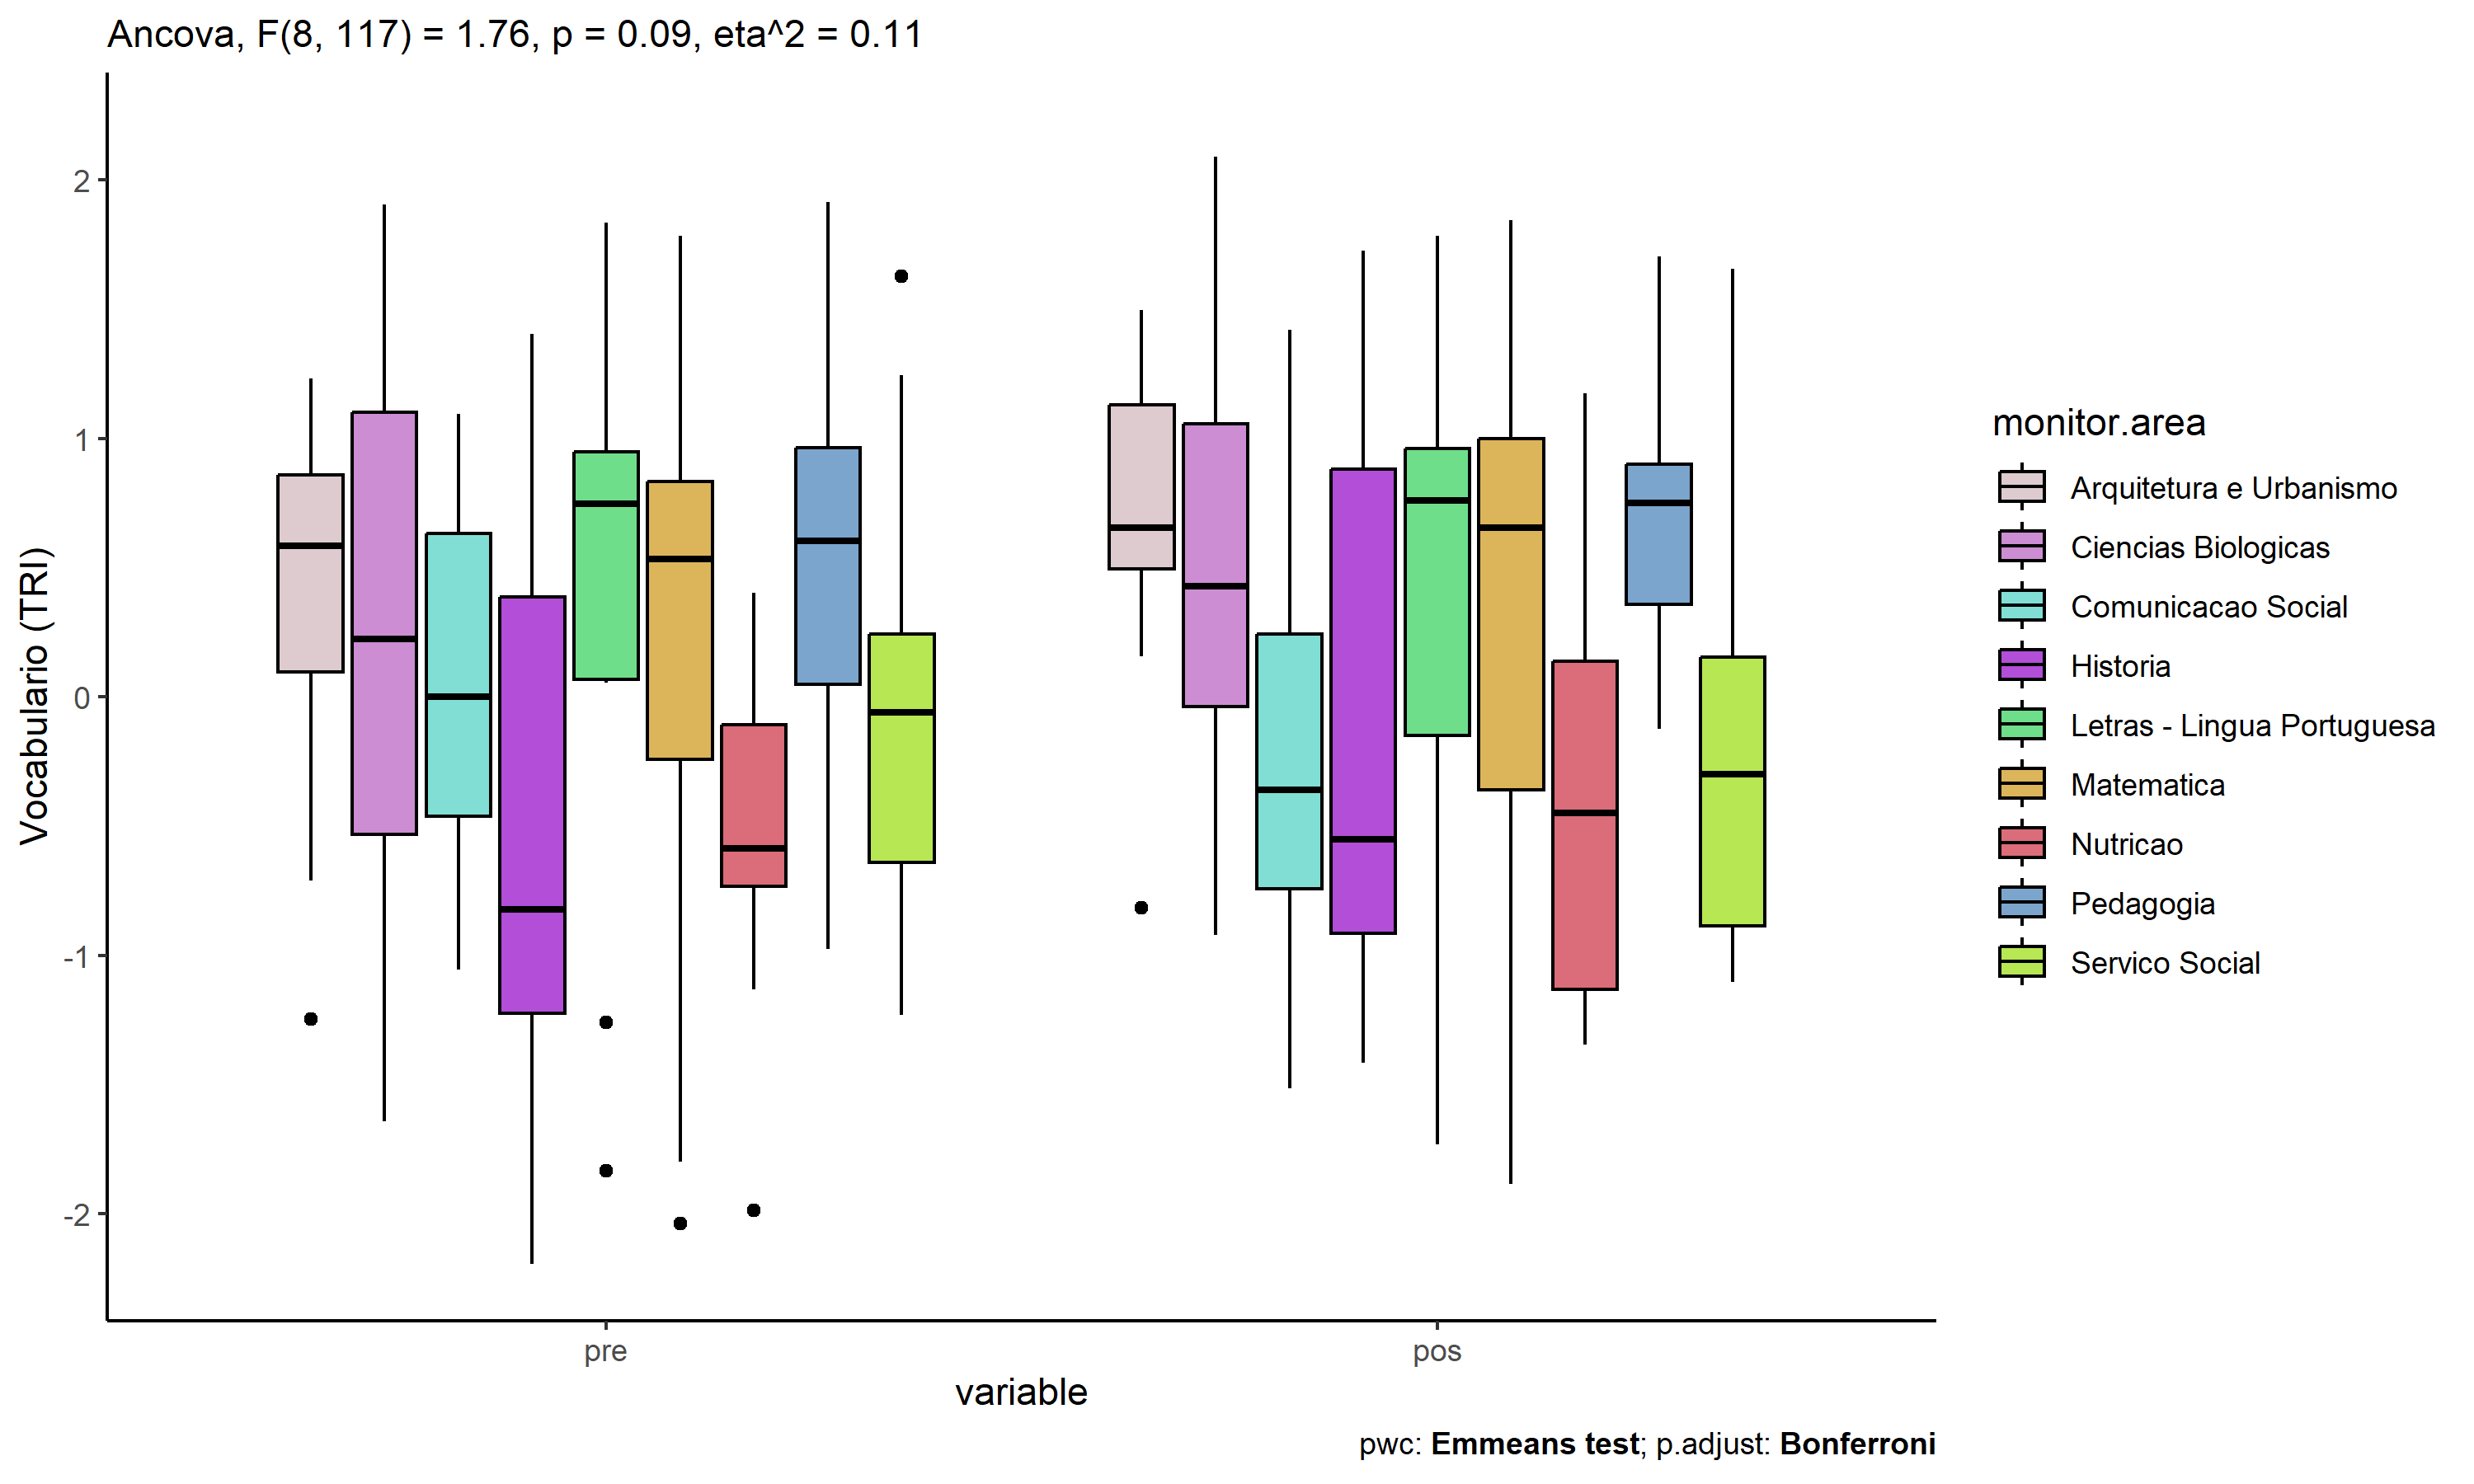 Ancova, F(8, 117) = 1.76, p = 0.09, eta^2 = 0.11
Vocabulario (TRI)
2
1
0
-1
-2
pre
pos
variable
monitor.area
Arquitetura e Urbanismo
Ciencias Biologicas
Comunicacao Social
Historia
Letras - Lingua Portuguesa
Matematica
Nutricao
Pedagogia
Servico Social
pwc: Emmeans test; p.adjust: Bonferroni